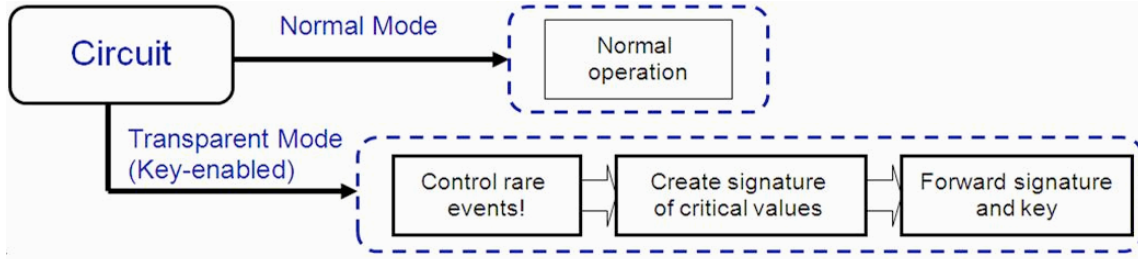 Circuit
Normal Mode
Normal
operation
Transparent Mode
(Key-enabled)
Control rare
events!
Create signature
of critical values
Forward signature
and key